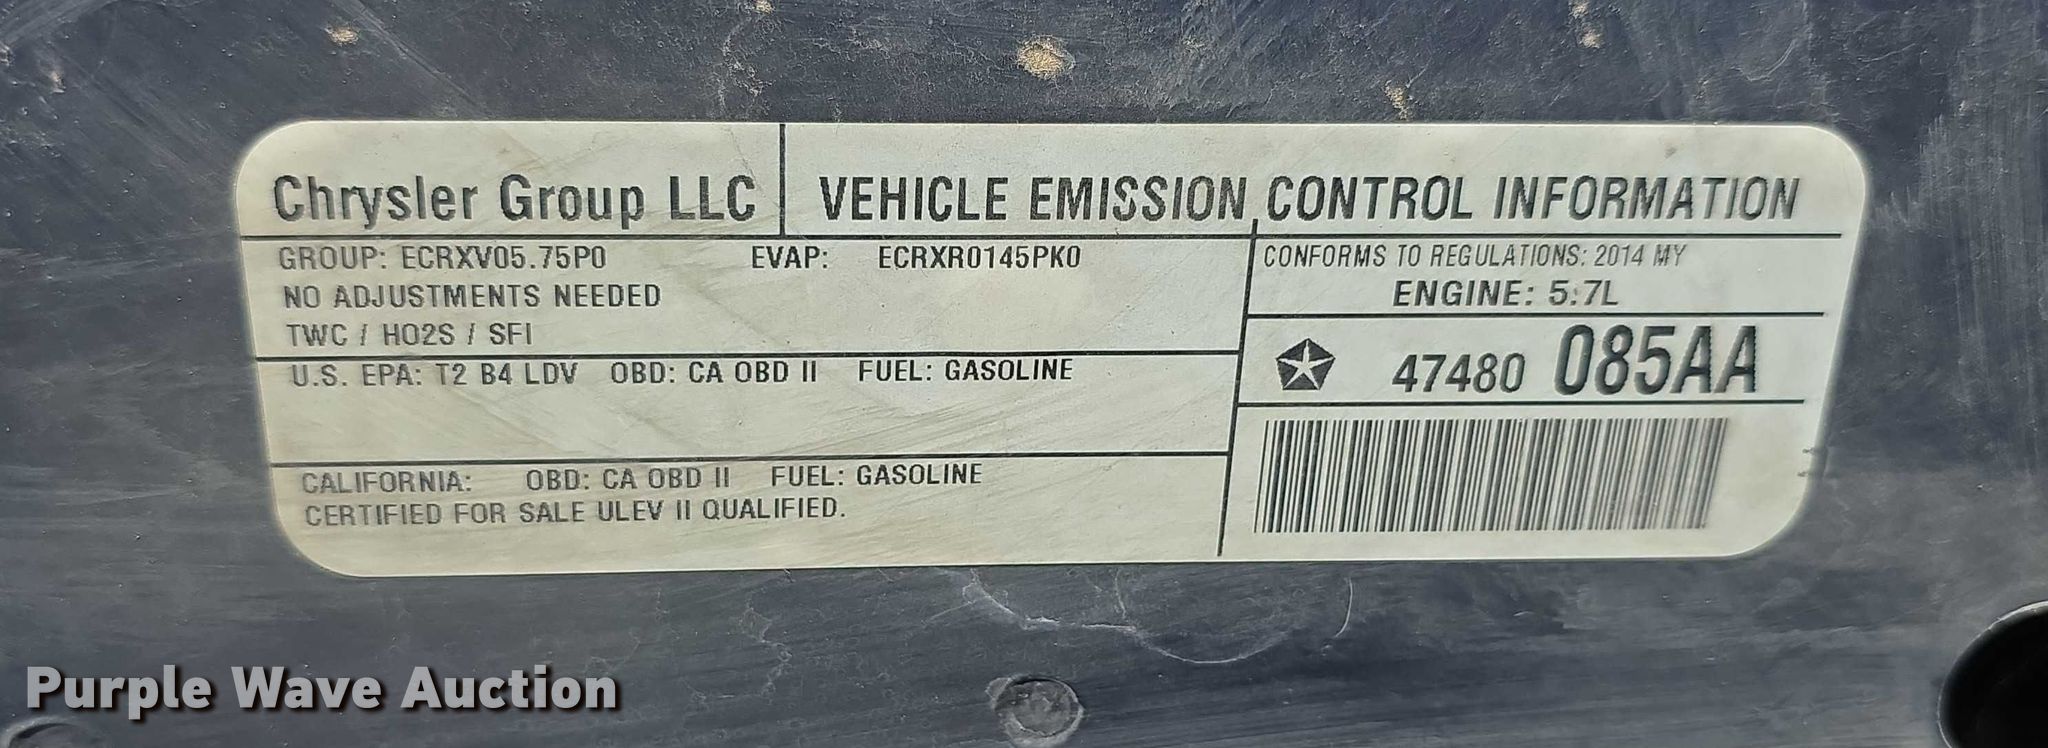 Chrysler Group LLC
VEHICLE EMISSION CONTROL INFORMATION
GROUP: ECRXV05.75P0 EVAP: ECRXR0145PK0
NO ADJUSTMENTS NEEDED
TWC / HO2S / SFI
U.S. EPA: T2 B4 LDV OBD: CA OBD II FUEL: GASOLINE
CALIFORNIA: OBD: CA OBD II FUEL: GASOLINE
CERTIFIED FOR SALE ULEV II QUALIFIED.
CONFORMS TO REGULATIONS: 2014 MY
ENGINE: 5.7L
47480 085AA
Purple Wave Auction